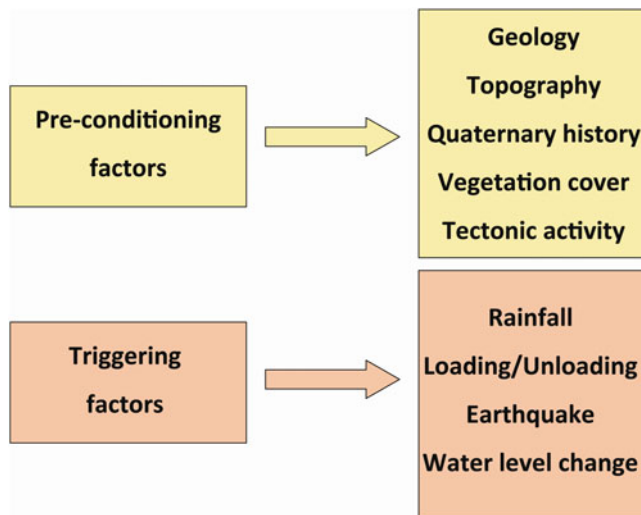 Pre-conditioning
factors
Geology
Topography
Quaternary history
Vegetation cover
Tectonic activity
Triggering
factors
Rainfall
Loading/Unloading
Earthquake
Water level change